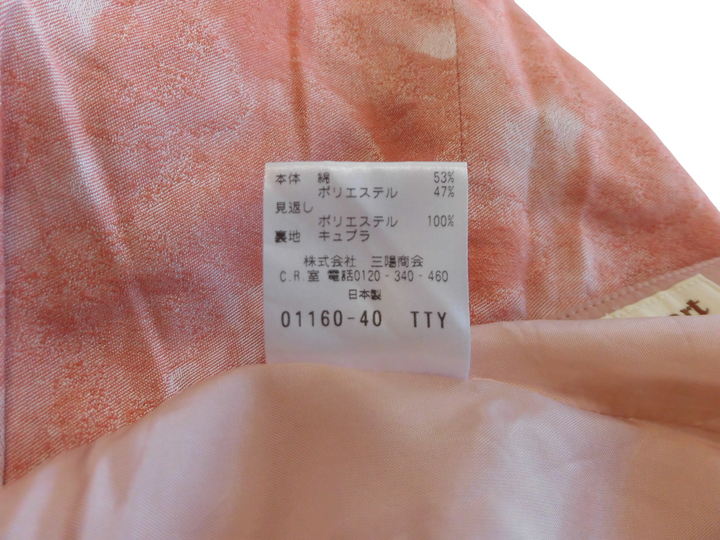 本体 綿 53%
ポリエステル 47%
見返し
ポリエステル 100%
裏地 キュプラ
株式会社 三陽商会
C.R.室 電話0120-340-460
日本製
01160-40 TTY